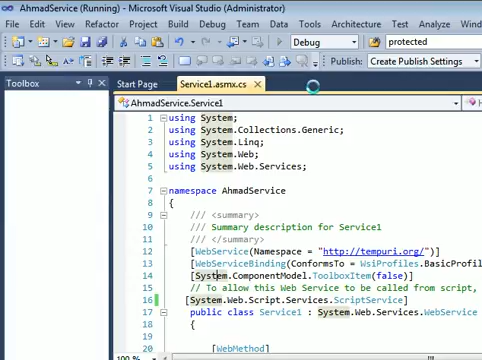 AhmadService (Running) - Microsoft Visual Studio (Administrator)
File Edit View Refactor Project Build Debug Data Tools Architecture Test Analyze Window
Debug protected
Publish: Create Publish Settings
Toolbox
Start Page Service1.asmx.cs
AhmadService.Service1
1 using System;
2 using System.Collections.Generic;
3 using System.Linq;
4 using System.Web;
5 using System.Web.Services;
6
7 namespace AhmadService
8 {
9 /// <summary>
10 /// Summary description for Service1
11 /// </summary>
12 [WebService(Namespace = "http://tempuri.org/")]
13 [WebServiceBinding(ConformsTo = WsiProfiles.BasicProfil
14 [System.ComponentModel.ToolboxItem(false)]
15 // To allow this Web Service to be called from script,
16 [System.Web.Script.Services.ScriptService]
17 public class Service1 : System.Web.Services.WebService
18 {
19
20 [WebMethod]
100 %